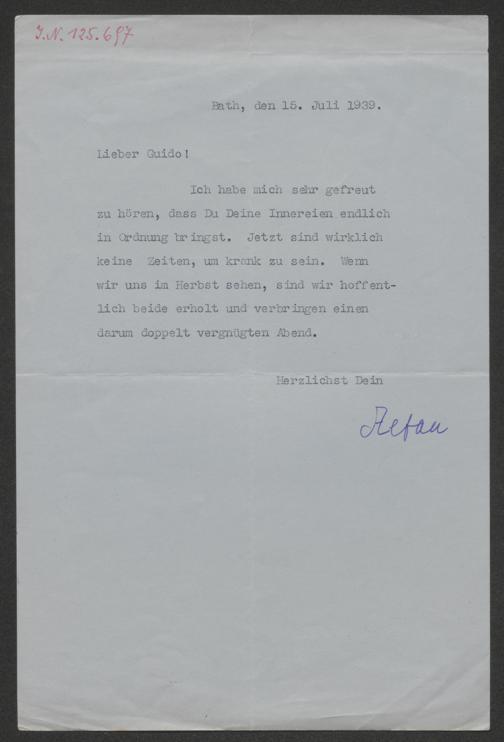 I.N. 125.697
Bath, den 15. Juli 1939.
Lieber Guido!
Ich habe mich sehr gefreut
zu hören, dass Du Deine Innereien endlich
in Ordnung bringst. Jetzt sind wirklich
keine Zeiten, um krank zu sein. Wenn
wir uns im Herbst sehen, sind wir hoffent-
lich beide erholt und verbringen einen
darum doppelt vergnügten Abend.
Herzlichst Dein
Stefan